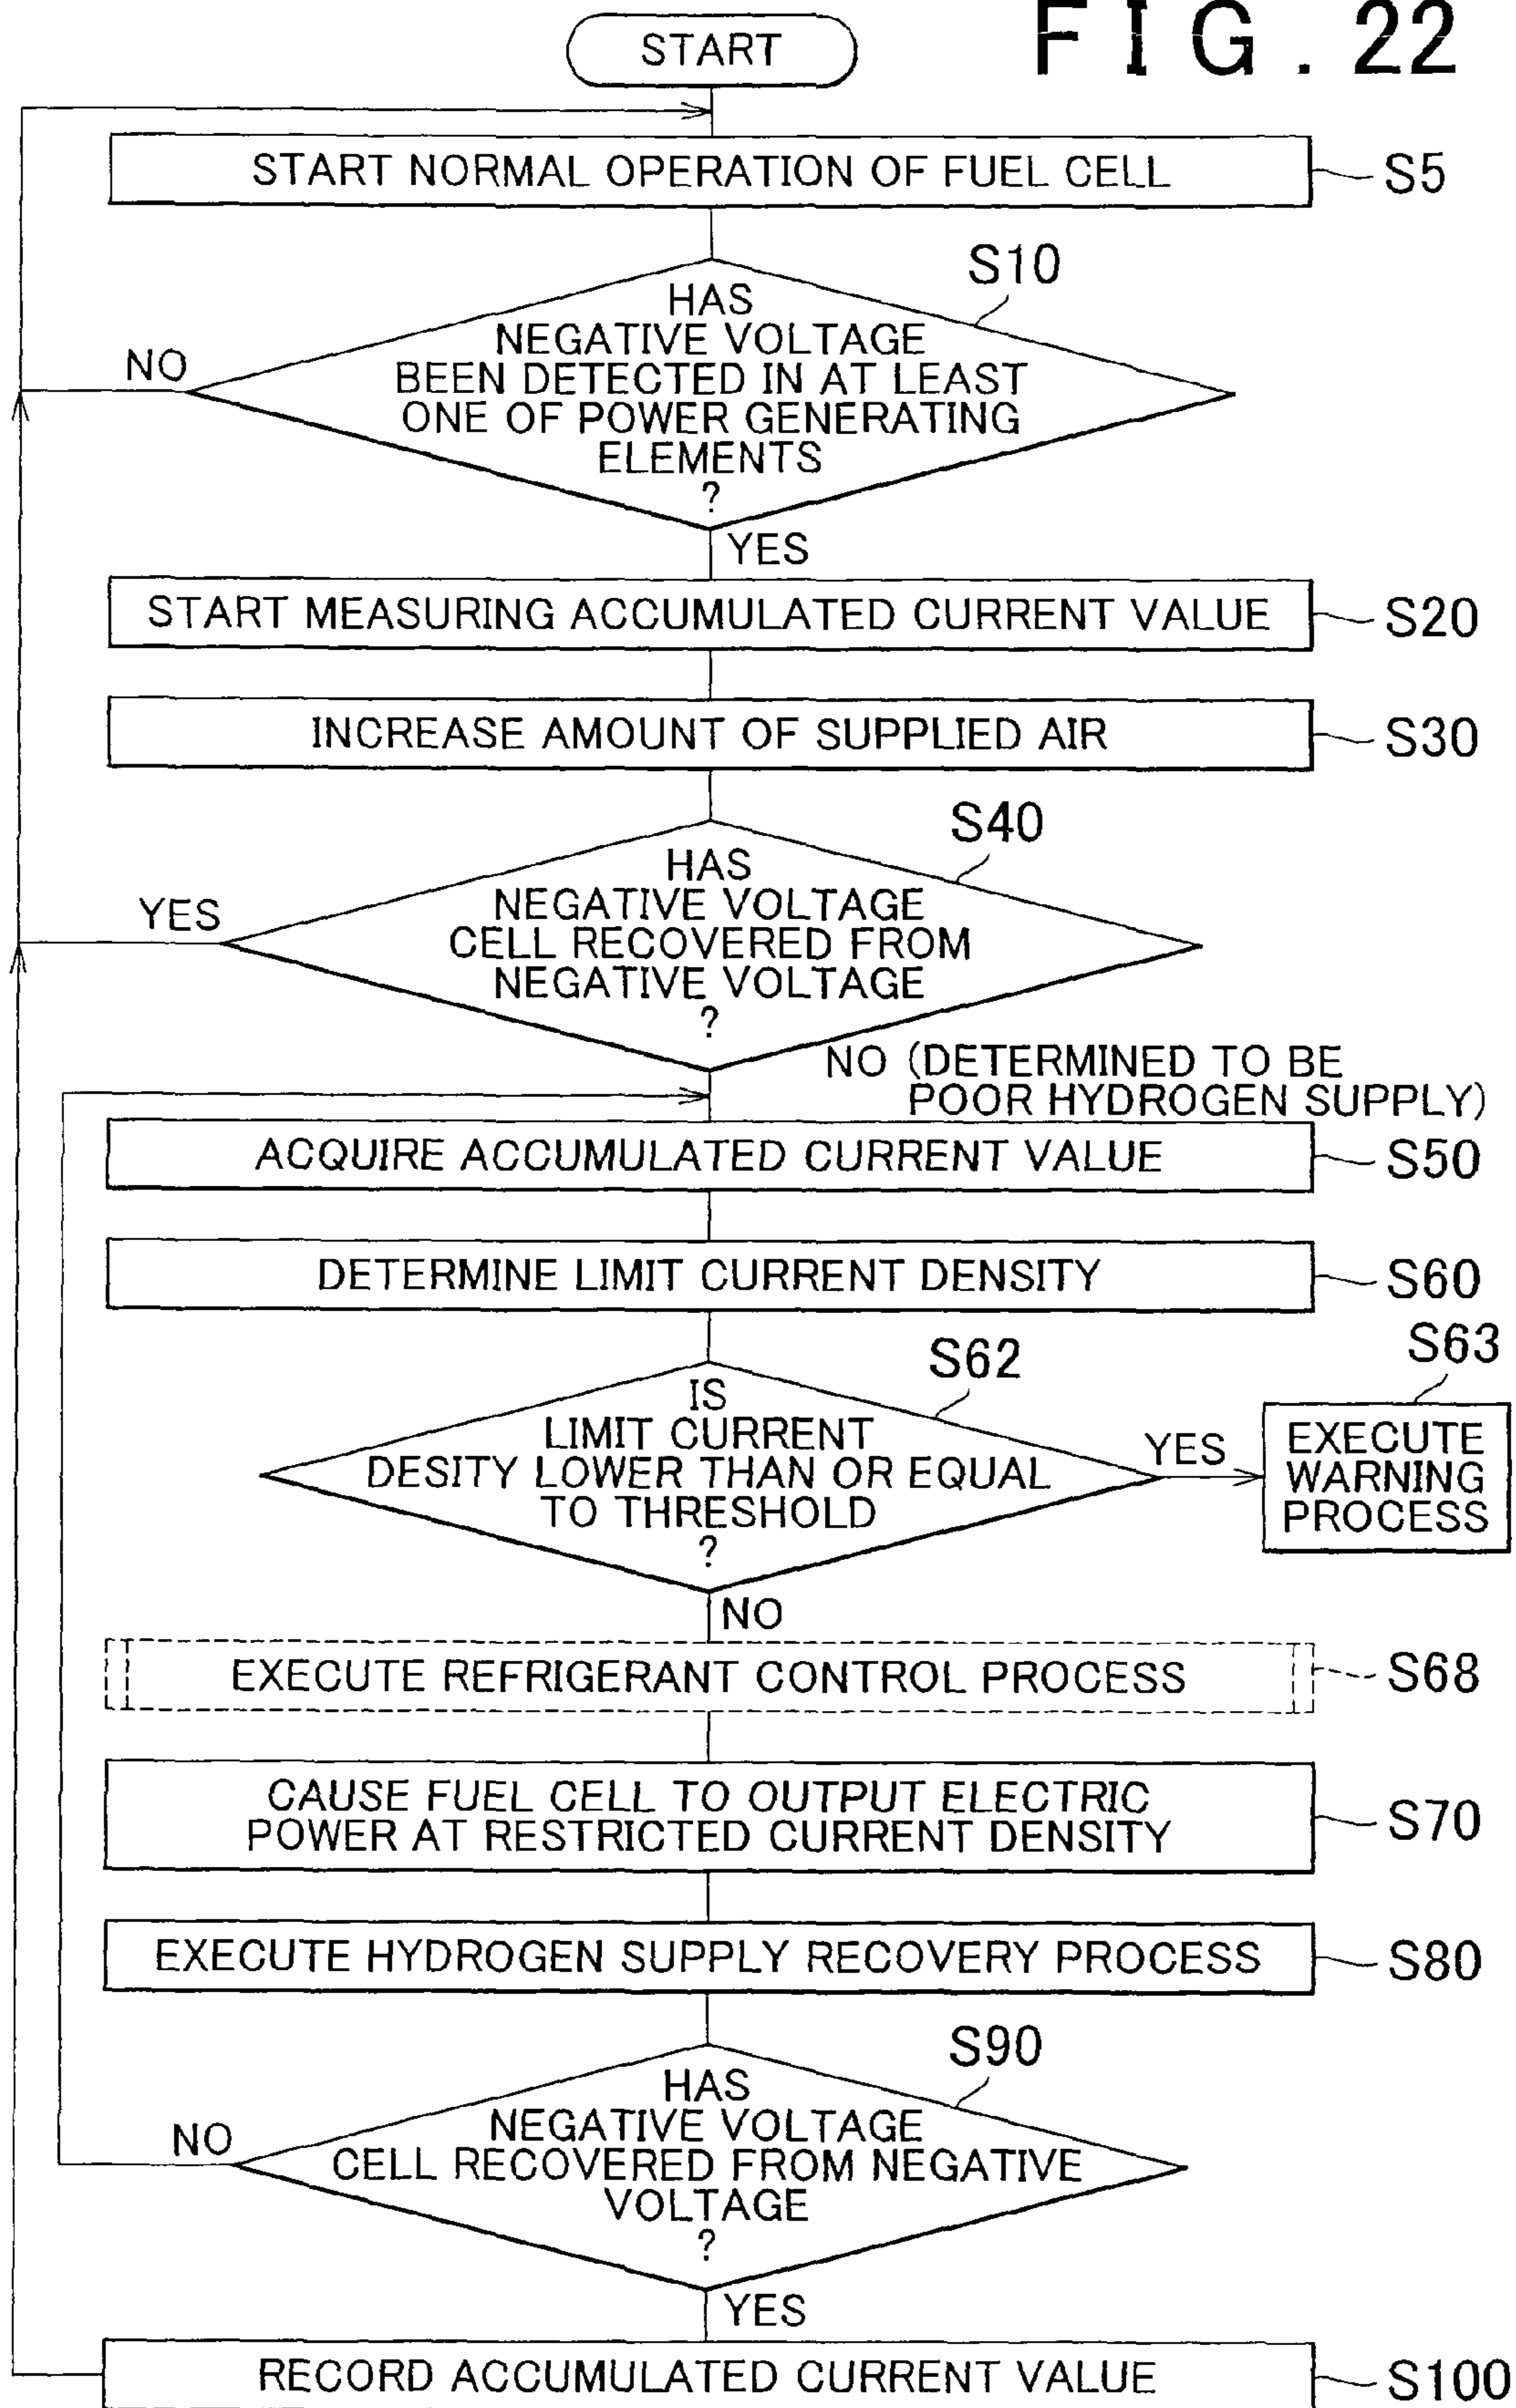 FIG. 22
START
START NORMAL OPERATION OF FUEL CELL
S5
S10
HAS
NEGATIVE VOLTAGE
BEEN DETECTED IN AT LEAST
ONE OF POWER GENERATING
ELEMENTS
?
NO
YES
START MEASURING ACCUMULATED CURRENT VALUE
S20
INCREASE AMOUNT OF SUPPLIED AIR
S30
S40
HAS
NEGATIVE VOLTAGE
CELL RECOVERED FROM
NEGATIVE VOLTAGE
?
YES
NO (DETERMINED TO BE
POOR HYDROGEN SUPPLY)
ACQUIRE ACCUMULATED CURRENT VALUE
S50
DETERMINE LIMIT CURRENT DENSITY
S60
S62
IS
LIMIT CURRENT
DESITY LOWER THAN OR EQUAL
TO THRESHOLD
?
YES
S63
EXECUTE
WARNING
PROCESS
NO
EXECUTE REFRIGERANT CONTROL PROCESS
S68
CAUSE FUEL CELL TO OUTPUT ELECTRIC
POWER AT RESTRICTED CURRENT DENSITY
S70
EXECUTE HYDROGEN SUPPLY RECOVERY PROCESS
S80
S90
HAS
NEGATIVE VOLTAGE
CELL RECOVERED FROM NEGATIVE
VOLTAGE
?
NO
YES
RECORD ACCUMULATED CURRENT VALUE
S100